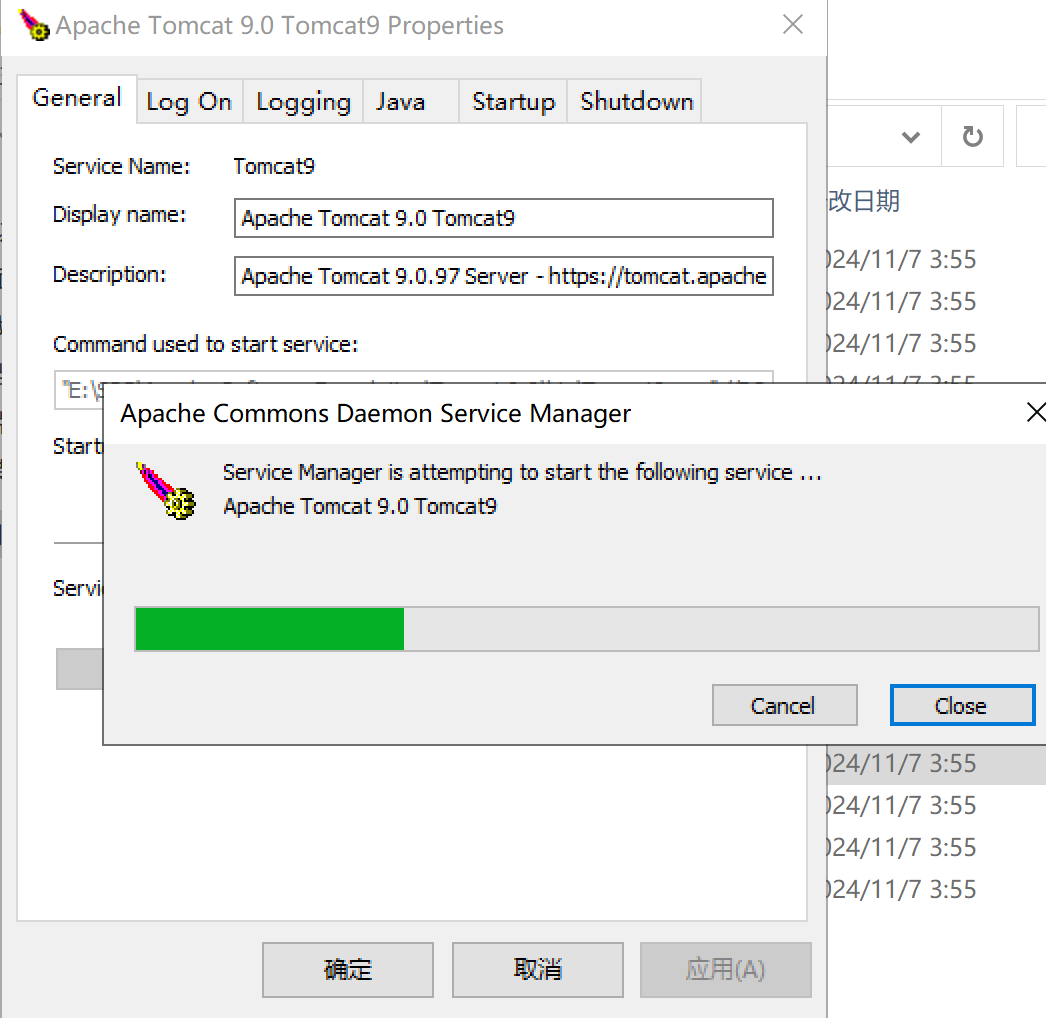 Apache Tomcat 9.0 Tomcat9 Properties
General
Log On
Logging
Java
Startup
Shutdown
Service Name:
Tomcat9
Display name:
Apache Tomcat 9.0 Tomcat9
Description:
Apache Tomcat 9.0.97 Server - https://tomcat.apache
Command used to start service:
"E:\
Start
Apache Commons Daemon Service Manager
Service Manager is attempting to start the following service ...
Apache Tomcat 9.0 Tomcat9
Servi
Cancel
Close
确定
取消
应用(A)
改日期
024/11/7 3:55
024/11/7 3:55
024/11/7 3:55
024/11/7 3:55
024/11/7 3:55
024/11/7 3:55
024/11/7 3:55
024/11/7 3:55